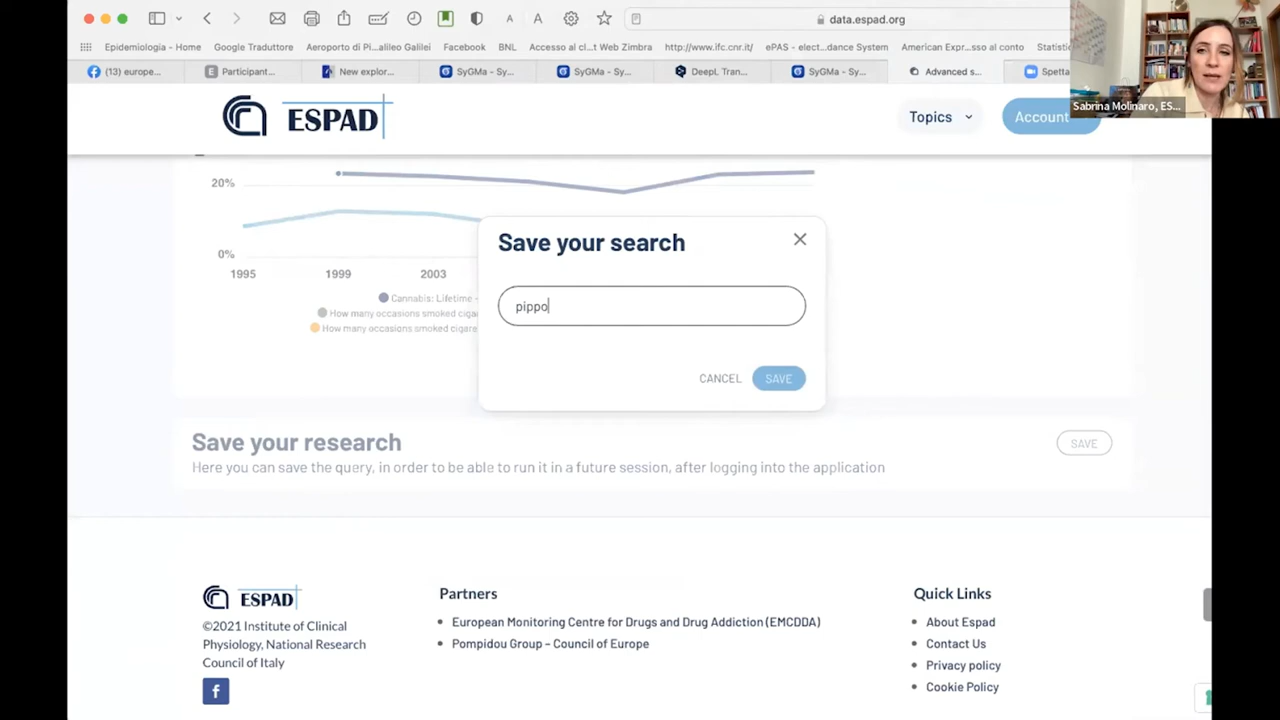 data.espad.org
Epidemiologia - Home
Google Traduttore
Aeroporto di Pi...alileo Galilei
Facebook
BNL
Accesso al cl...t Web Zimbra
http://www.ifc.cnr.it/
ePAS - elect...dance System
American Expr...sso al conto
Statistic
(13) europe...
Participant...
New explor...
SyGMa - Sy...
SyGMa - Sy...
DeepL Tran...
SyGMa - Sy...
Advanced s...
Spetta
Sabrina Molinaro, ES...
ESPAD
Topics
Account
20%
0%
1995
1999
2003
Cannabis: Lifetime -
How many occasions smoked cigar
How many occasions smoked cigare
Save your search
pippo
CANCEL
SAVE
Save your research
SAVE
Here you can save the query, in order to be able to run it in a future session, after logging into the application
ESPAD
©2021 Institute of Clinical
Physiology, National Research
Council of Italy
Partners
European Monitoring Centre for Drugs and Drug Addiction (EMCDDA)
Pompidou Group – Council of Europe
Quick Links
About Espad
Contact Us
Privacy policy
Cookie Policy